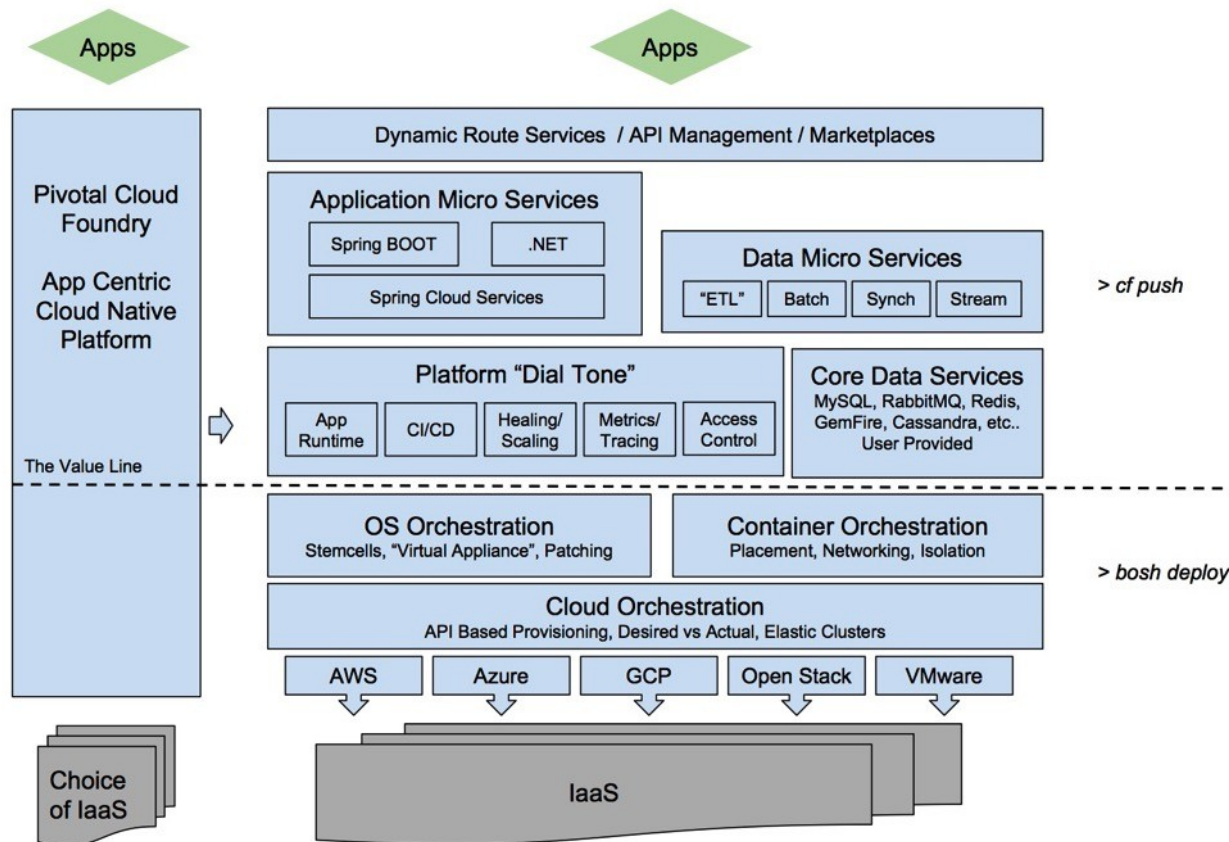 Apps
Apps
Pivotal Cloud
Foundry
App Centric
Cloud Native
Platform
The Value Line
Choice
of IaaS
Dynamic Route Services / API Management / Marketplaces
Application Micro Services
Spring BOOT
.NET
Spring Cloud Services
Data Micro Services
“ETL”
Batch
Synch
Stream
> cf push
Platform “Dial Tone”
App
Runtime
CI/CD
Healing/
Scaling
Metrics/
Tracing
Access
Control
Core Data Services
MySQL, RabbitMQ, Redis,
GemFire, Cassandra, etc..
User Provided
OS Orchestration
Stemcells, “Virtual Appliance”, Patching
Container Orchestration
Placement, Networking, Isolation
> bosh deploy
Cloud Orchestration
API Based Provisioning, Desired vs Actual, Elastic Clusters
AWS
Azure
GCP
Open Stack
VMware
IaaS